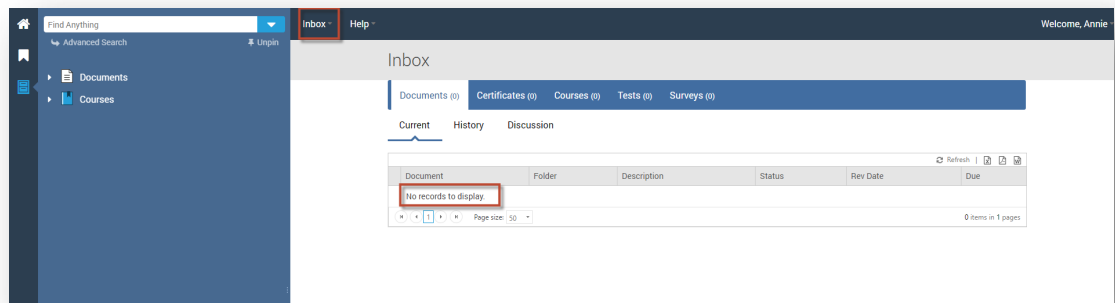 Find Anything
Inbox Help
Welcome, Annie
Advanced Search Unpin
Documents
Courses
Inbox
Documents (0) Certificates (0) Courses (0) Tests (0) Surveys (0)
Current History Discussion
Refresh |
Document Folder Description Status Rev Date Due
No records to display.
1 Page size: 50 0 items in 1 pages